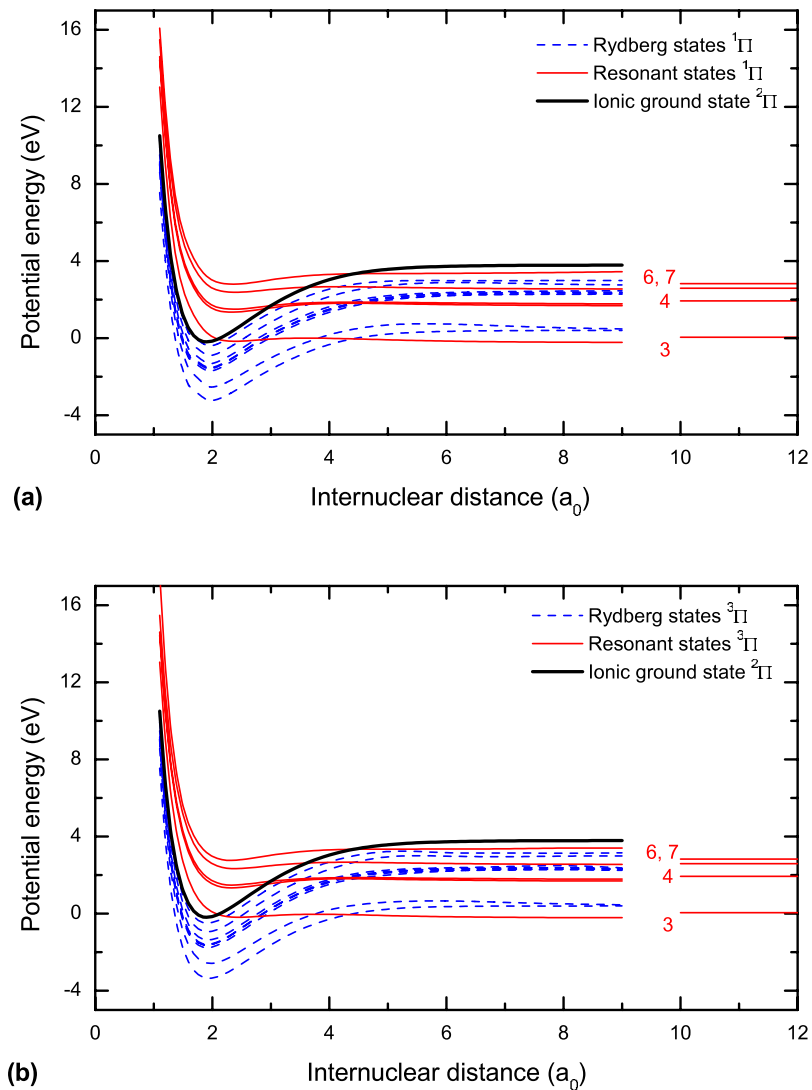 16
12
8
4
0
-4
Potential energy (eV)
Rydberg states ¹Π
Resonant states ¹Π
Ionic ground state ²Π
6, 7
4
3
0 2 4 6 8 10 12
(a)
Internuclear distance (a₀)
16
12
8
4
0
-4
Potential energy (eV)
Rydberg states ³Π
Resonant states ³Π
Ionic ground state ²Π
6, 7
4
3
0 2 4 6 8 10 12
(b)
Internuclear distance (a₀)